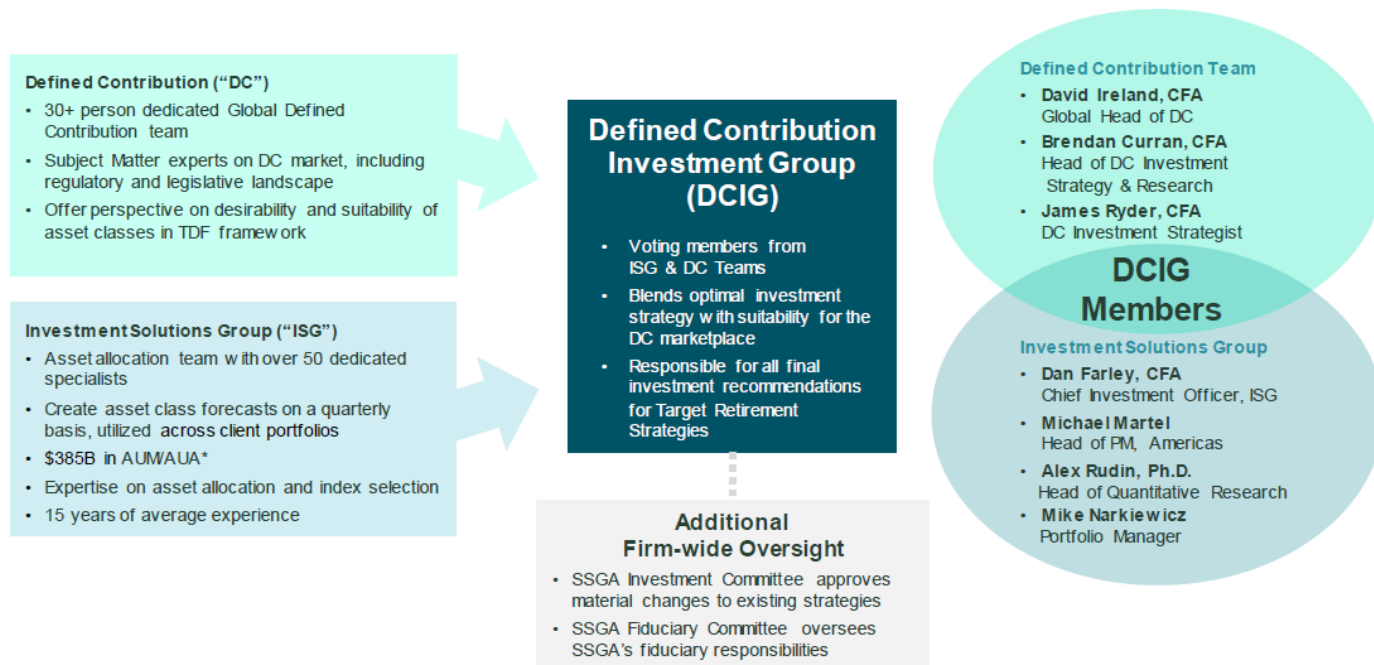 Defined Contribution ("DC")
• 30+ person dedicated Global Defined
Contribution team
• Subject Matter experts on DC market, including
regulatory and legislative landscape
• Offer perspective on desirability and suitability of
asset classes in TDF framework
Investment Solutions Group ("ISG")
• Asset allocation team with over 50 dedicated
specialists
• Create asset class forecasts on a quarterly
basis, utilized across client portfolios
• $385B in AUM/AUA*
• Expertise on asset allocation and index selection
• 15 years of average experience
Defined Contribution
Investment Group
(DCIG)
• Voting members from
ISG & DC Teams
• Blends optimal investment
strategy with suitability for the
DC marketplace
• Responsible for all final
investment recommendations
for Target Retirement
Strategies
Additional
Firm-wide Oversight
• SSGA Investment Committee approves
material changes to existing strategies
• SSGA Fiduciary Committee oversees
SSGA's fiduciary responsibilities
Defined Contribution Team
• David Ireland, CFA
Global Head of DC
• Brendan Curran, CFA
Head of DC Investment
Strategy & Research
• James Ryder, CFA
DC Investment Strategist
DCIG
Members
Investment Solutions Group
• Dan Farley, CFA
Chief Investment Officer, ISG
• Michael Martel
Head of PM, Americas
• Alex Rudin, Ph.D.
Head of Quantitative Research
• Mike Narkiewicz
Portfolio Manager